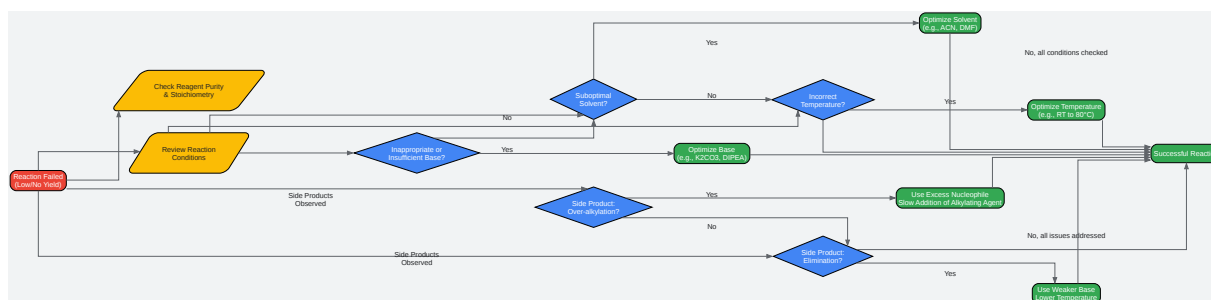 Optimize Solvent
(e.g., ACN, DMF)
Yes
No, all conditions checked
Check Reagent Purity
& Stoichiometry
Suboptimal
Solvent?
No
Incorrect
Temperature?
Yes
Optimize Temperature
(e.g., RT to 80°C)
No
Review Reaction
Conditions
Inappropriate or
Insufficient Base?
Yes
Optimize Base
(e.g., K2CO3, DIPEA)
Successful Reacti
Reaction Failed
(Low/No Yield)
Side Products
Observed
Side Product:
Over-alkylation?
Yes
Use Excess Nucleophile
Slow Addition of Alkylating Agent
No
No, all issues addressed
Side Products
Observed
Side Product:
Elimination?
Yes
Use Weaker Base
Lower Temperature